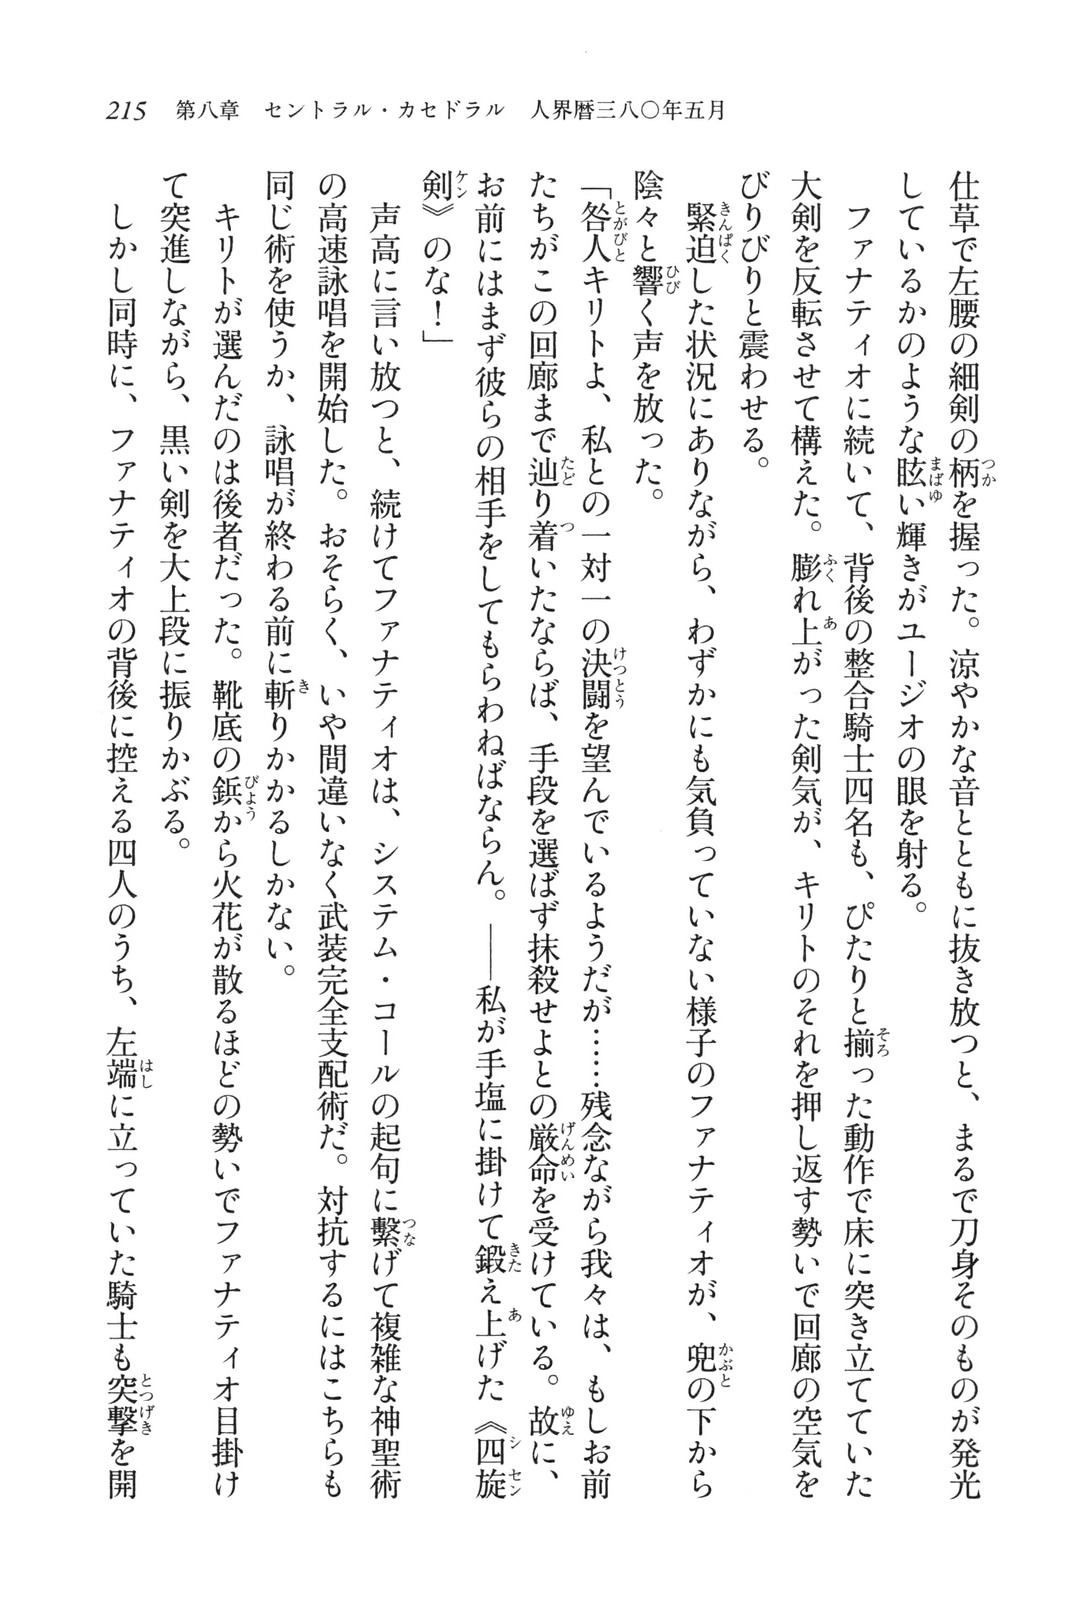 215　第八章　セントラル・カセドラル　人界暦三八〇年五月
仕草で左腰の細剣の柄を握った。涼やかな音とともに抜き放つと、まるで刀身そのものが発光
しているかのような眩い輝きがユージオの眼を射る。
　ファナティオに続いて、背後の整合騎士四名も、ぴたりと揃った動作で床に突き立てていた
大剣を反転させて構えた。膨れ上がった剣気が、キリトのそれを押し返す勢いで回廊の空気を
びりびりと震わせる。
　緊迫した状況にありながら、わずかにも気負っていない様子のファナティオが、兜の下から
陰々と響く声を放った。
「咎人キリトよ、私との一対一の決闘を望んでいるようだが……残念ながら我々は、もしお前
たちがこの回廊まで辿り着いたならば、手段を選ばず抹殺せよとの厳命を受けている。故に、
お前にはまず彼らの相手をしてもらわねばならん。――私が手塩に掛けて鍛え上げた《四旋
剣》のな！」
　声高に言い放つと、続けてファナティオは、システム・コールの起句に繋げて複雑な神聖術
の高速詠唱を開始した。おそらく、いや間違いなく武装完全支配術だ。対抗するにはこちらも
同じ術を使うか、詠唱が終わる前に斬りかかるしかない。
　キリトが選んだのは後者だった。靴底の鋲から火花が散るほどの勢いでファナティオ目掛け
て突進しながら、黒い剣を大上段に振りかぶる。
　しかし同時に、ファナティオの背後に控える四人のうち、左端に立っていた騎士も突撃を開